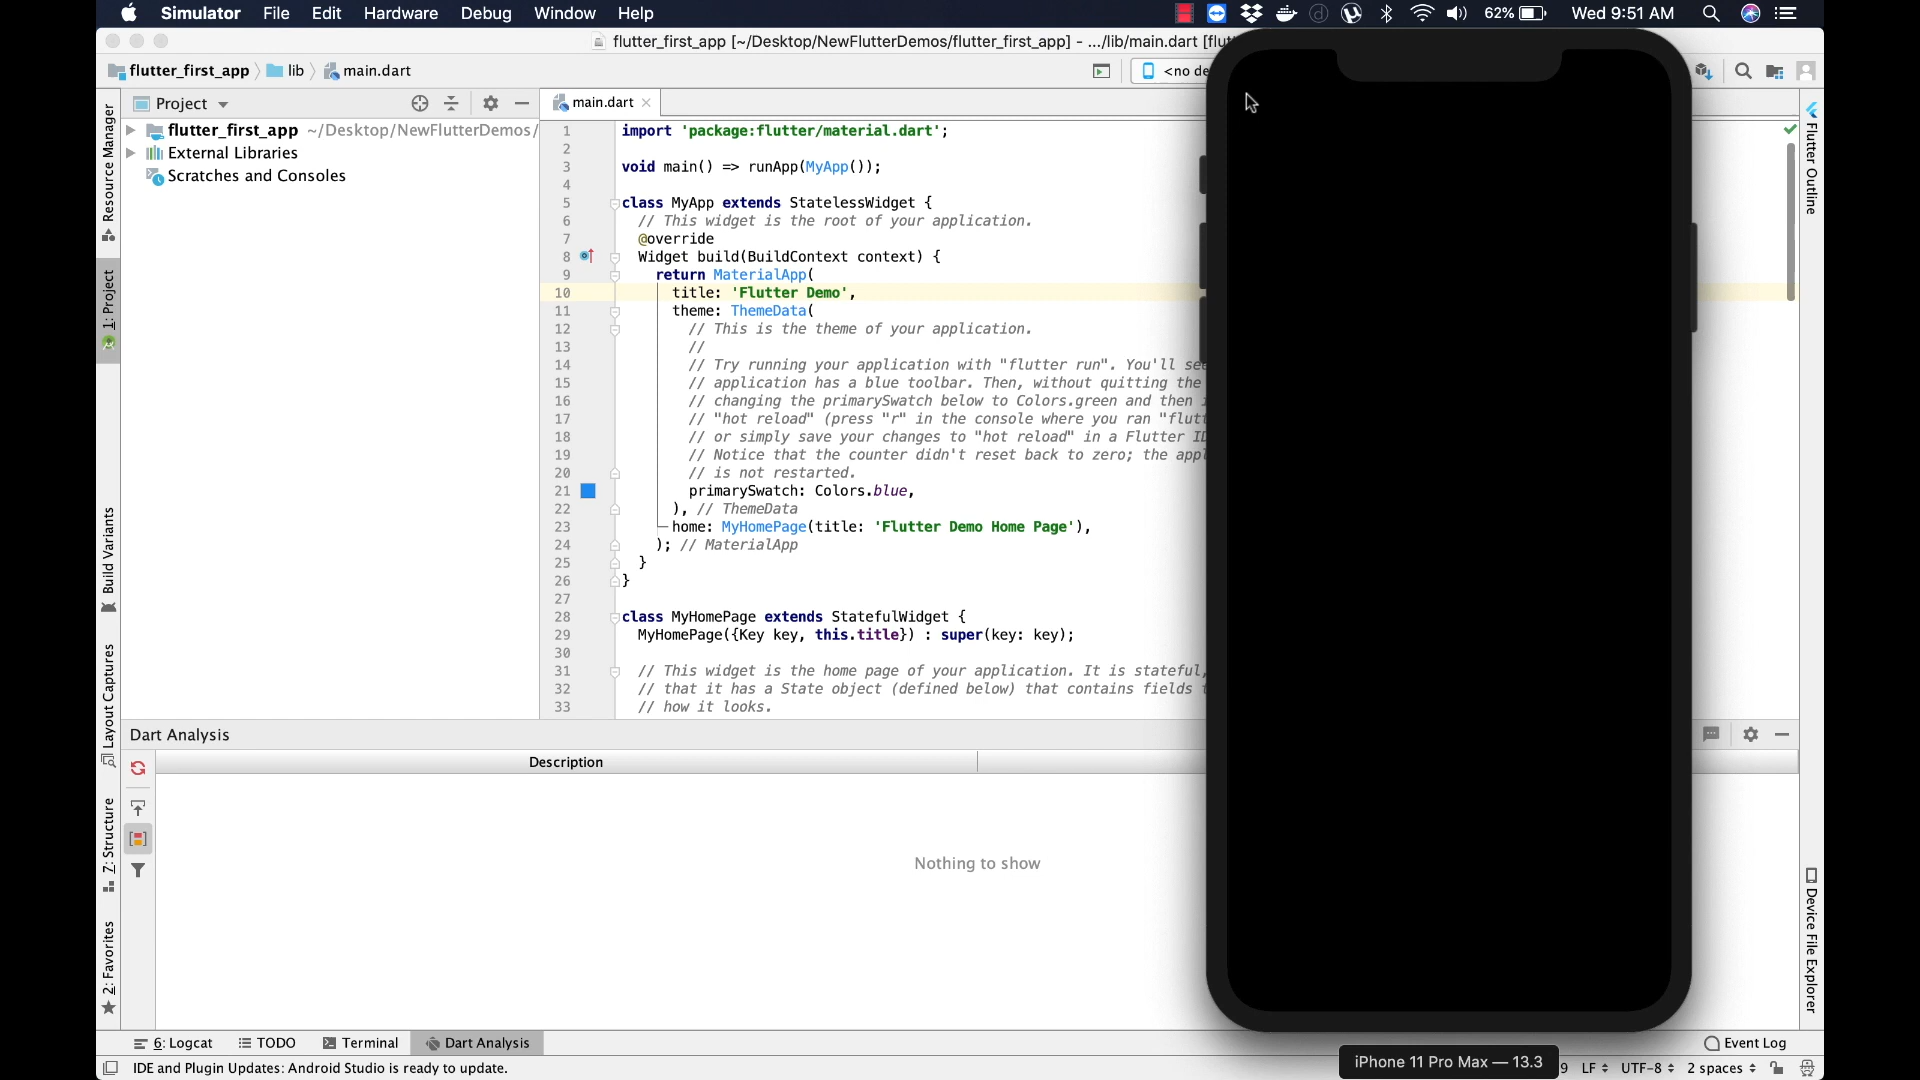 Simulator File Edit Hardware Debug Window Help 62% Wed 9:51 AM
flutter_first_app [~/Desktop/NewFlutterDemos/flutter_first_app] - .../lib/main.dart
flutter_first_app lib main.dart <no de
Project main.dart
flutter_first_app ~/Desktop/NewFlutterDemos/
External Libraries
Scratches and Consoles
1 import 'package:flutter/material.dart';
2
3 void main() => runApp(MyApp());
4
5 class MyApp extends StatelessWidget {
6 // This widget is the root of your application.
7 @override
8 Widget build(BuildContext context) {
9 return MaterialApp(
10 title: 'Flutter Demo',
11 theme: ThemeData(
12 // This is the theme of your application.
13 //
14 // Try running your application with "flutter run". You'll see
15 // application has a blue toolbar. Then, without quitting the
16 // changing the primarySwatch below to Colors.green and then
17 // "hot reload" (press "r" in the console where you ran "flut
18 // or simply save your changes to "hot reload" in a Flutter ID
19 // Notice that the counter didn't reset back to zero; the app
20 // is not restarted.
21 primarySwatch: Colors.blue,
22 ), // ThemeData
23 home: MyHomePage(title: 'Flutter Demo Home Page'),
24 ); // MaterialApp
25 }
26 }
27
28 class MyHomePage extends StatefulWidget {
29 MyHomePage({Key key, this.title}) : super(key: key);
30
31 // This widget is the home page of your application. It is stateful,
32 // that it has a State object (defined below) that contains fields
33 // how it looks.
Resource Manager
1: Project
Build Variants
Layout Captures
Z: Structure
2: Favorites
Flutter Outline
Device File Explorer
Dart Analysis
Description
Nothing to show
6: Logcat TODO Terminal Dart Analysis Event Log
IDE and Plugin Updates: Android Studio is ready to update. iPhone 11 Pro Max — 13.3 9 LF UTF-8 2 spaces